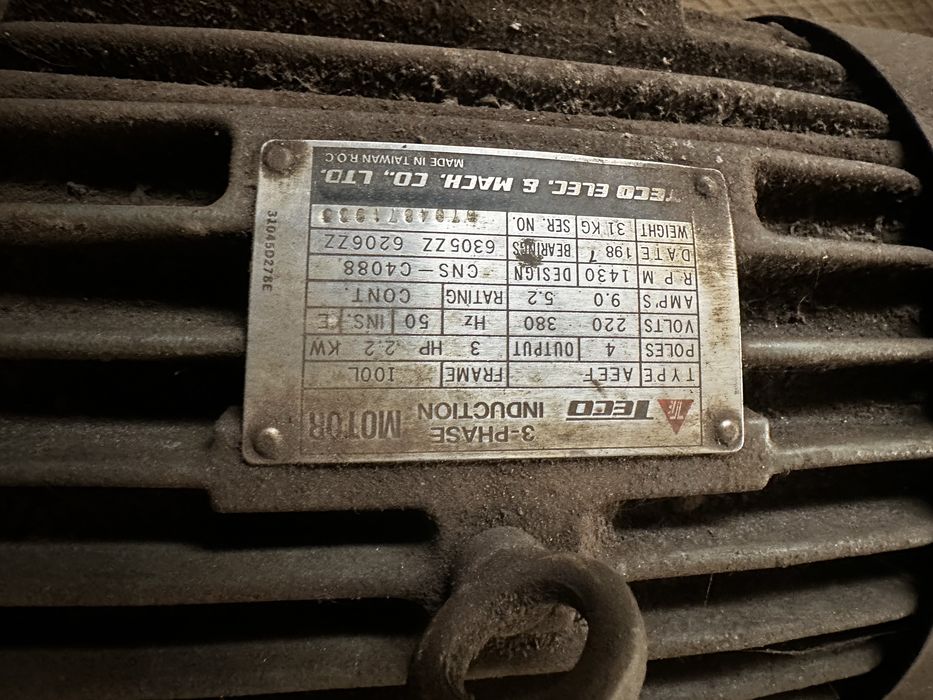 TECO 3-PHASE INDUCTION MOTOR
TYPE AEEF FRAME 100L
POLES 4 OUTPUT 3 HP 2.2 KW
VOLTS 220 380 Hz 50 INS. E
AMP'S 9.0 5.2 RATING CONT.
R P M 1430 DESIGN CNS-C4088
DATE 198 BEARINGS 6305ZZ 6206ZZ
WEIGHT 31 KG SER. NO.
TECO ELEC. & MACH. CO., LTD.
MADE IN TAIWAN R.O.C
31045D278E